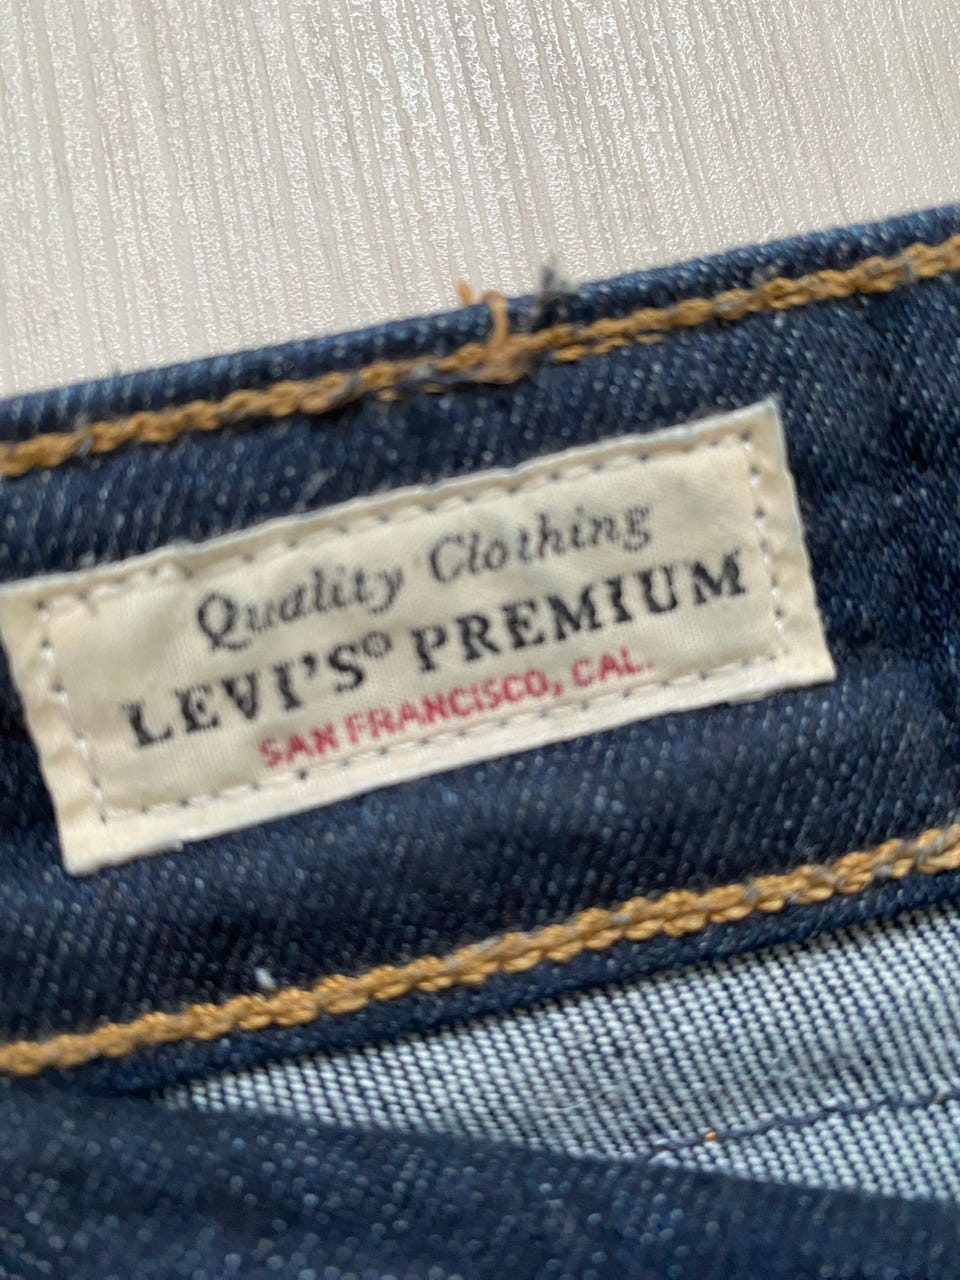 Quality Clothing
LEVI'S® PREMIUM
SAN FRANCISCO, CAL.